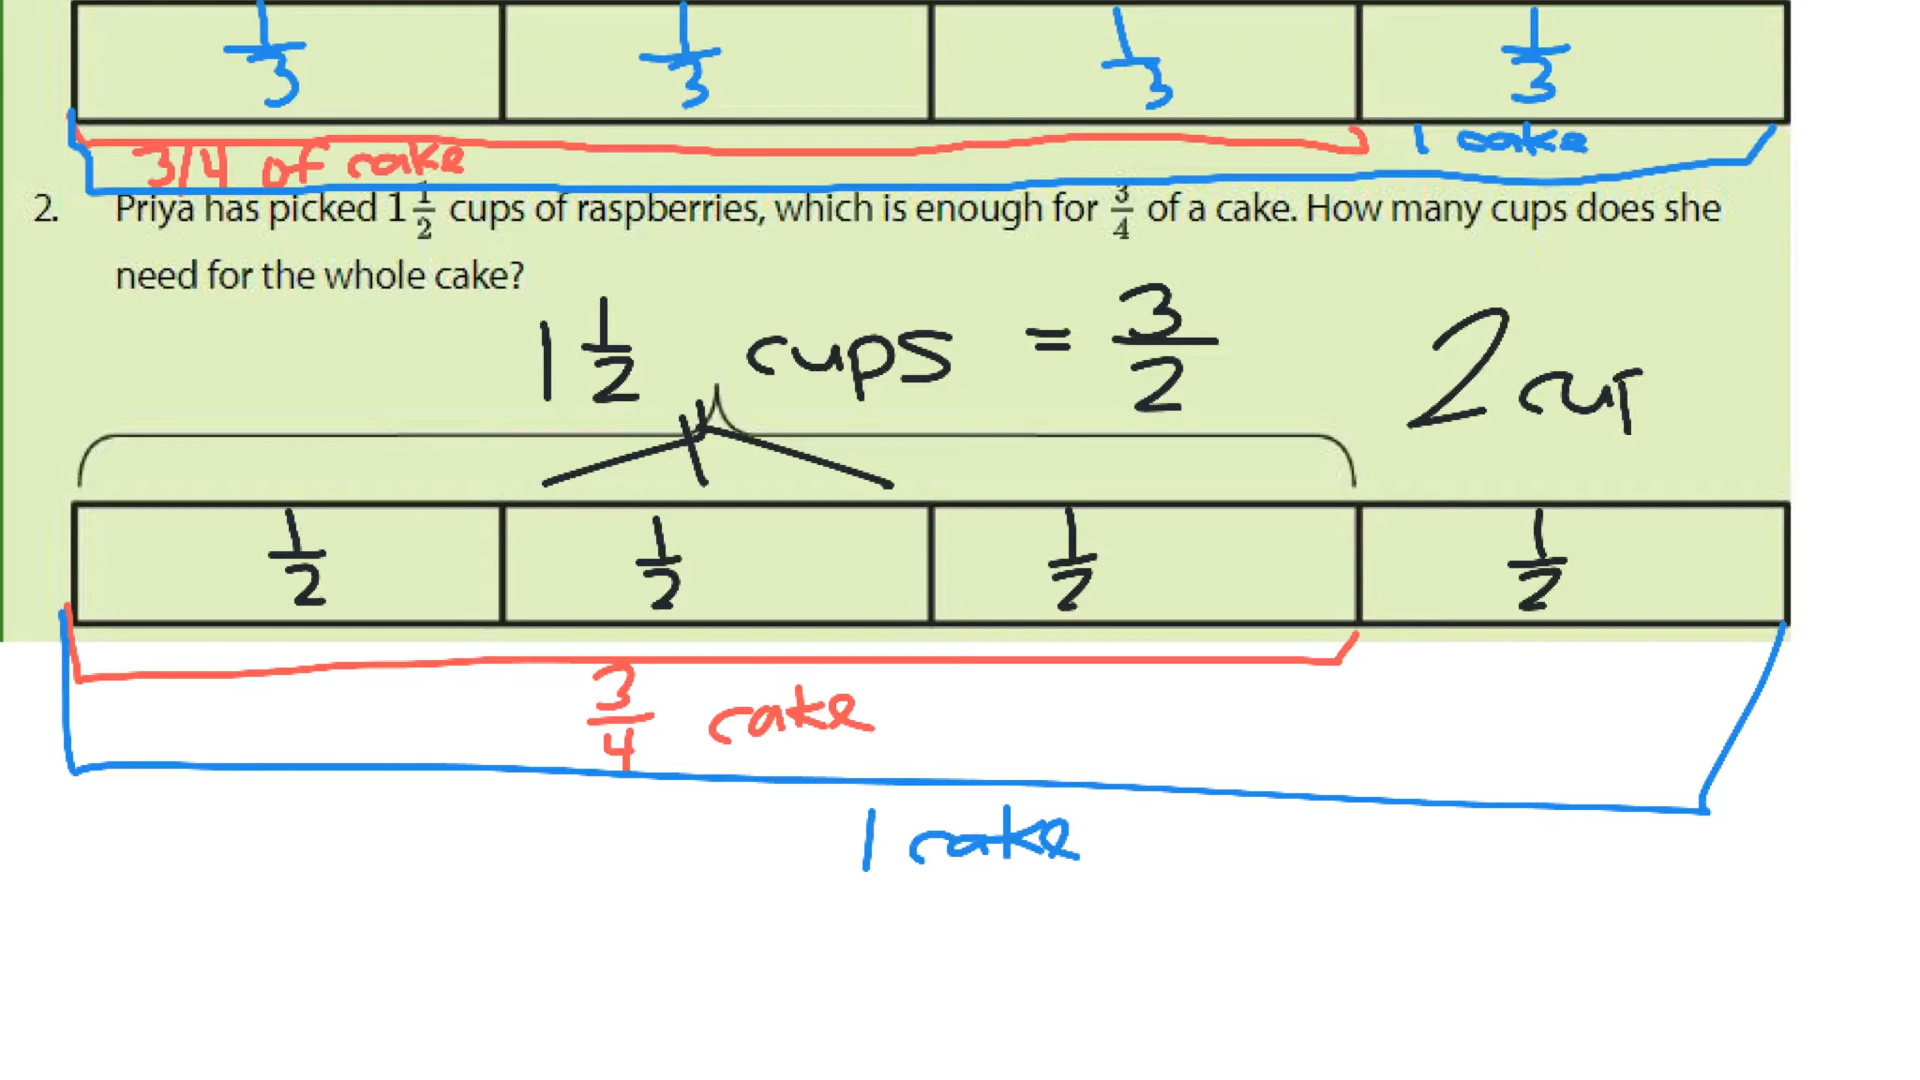 1/3 1/3 1/3 1/3
3/4 of cake 1 cake
2. Priya has picked 1 1/2 cups of raspberries, which is enough for 3/4 of a cake. How many cups does she
need for the whole cake?
1 1/2 cups = 3/2 2 cup
1/2 1/2 1/2 1/2
3/4 cake
1 cake